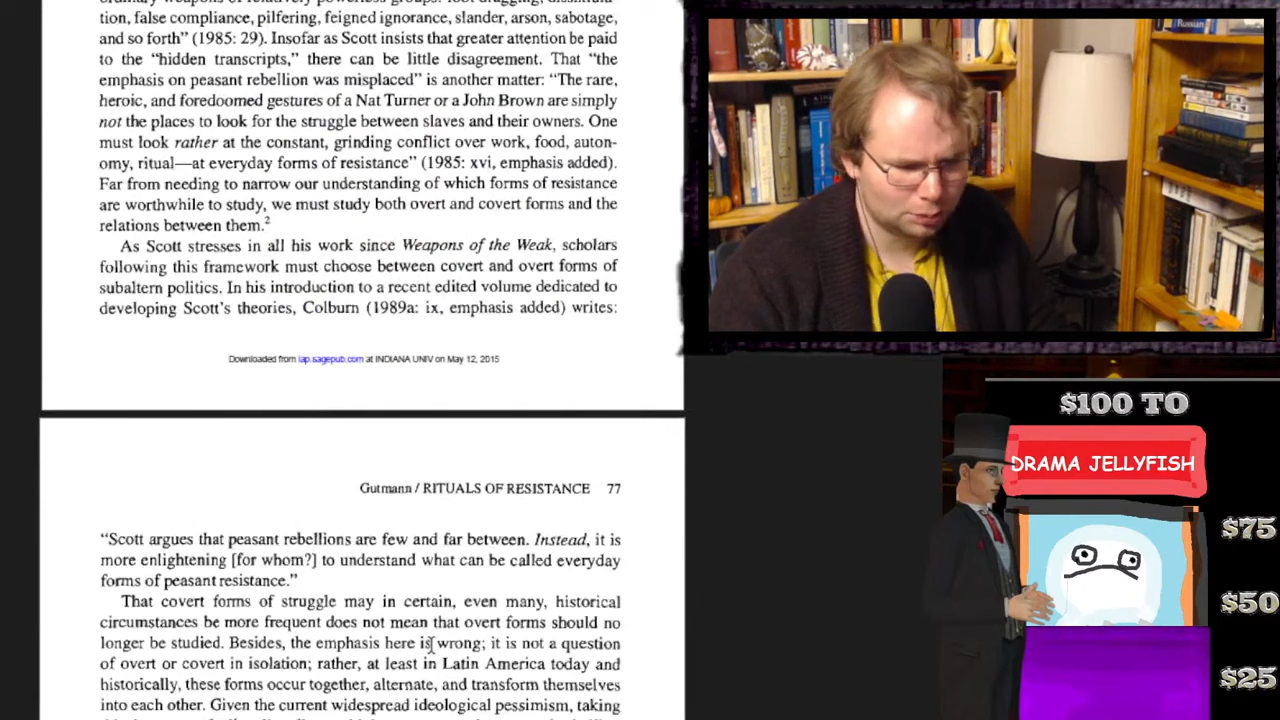 ordinary weapons of relatively powerless groups: foot dragging, dissimula-
tion, false compliance, pilfering, feigned ignorance, slander, arson, sabotage,
and so forth” (1985: 29). Insofar as Scott insists that greater attention be paid
to the “hidden transcripts,” there can be little disagreement. That “the
emphasis on peasant rebellion was misplaced” is another matter: “The rare,
heroic, and foredoomed gestures of a Nat Turner or a John Brown are simply
not the places to look for the struggle between slaves and their owners. One
must look rather at the constant, grinding conflict over work, food, auton-
omy, ritual—at everyday forms of resistance” (1985: xvi, emphasis added).
Far from needing to narrow our understanding of which forms of resistance
are worthwhile to study, we must study both overt and covert forms and the
relations between them.2
As Scott stresses in all his work since Weapons of the Weak, scholars
following this framework must choose between covert and overt forms of
subaltern politics. In his introduction to a recent edited volume dedicated to
developing Scott's theories, Colburn (1989a: ix, emphasis added) writes:
Downloaded from lap.sagepub.com at INDIANA UNIV on May 12, 2015
Gutmann / RITUALS OF RESISTANCE 77
“Scott argues that peasant rebellions are few and far between. Instead, it is
more enlightening [for whom?] to understand what can be called everyday
forms of peasant resistance.”
That covert forms of struggle may in certain, even many, historical
circumstances be more frequent does not mean that overt forms should no
longer be studied. Besides, the emphasis here is wrong; it is not a question
of overt or covert in isolation; rather, at least in Latin America today and
historically, these forms occur together, alternate, and transform themselves
into each other. Given the current widespread ideological pessimism, taking
Russian
$100 TO
DRAMA JELLYFISH
$75
$50
$25